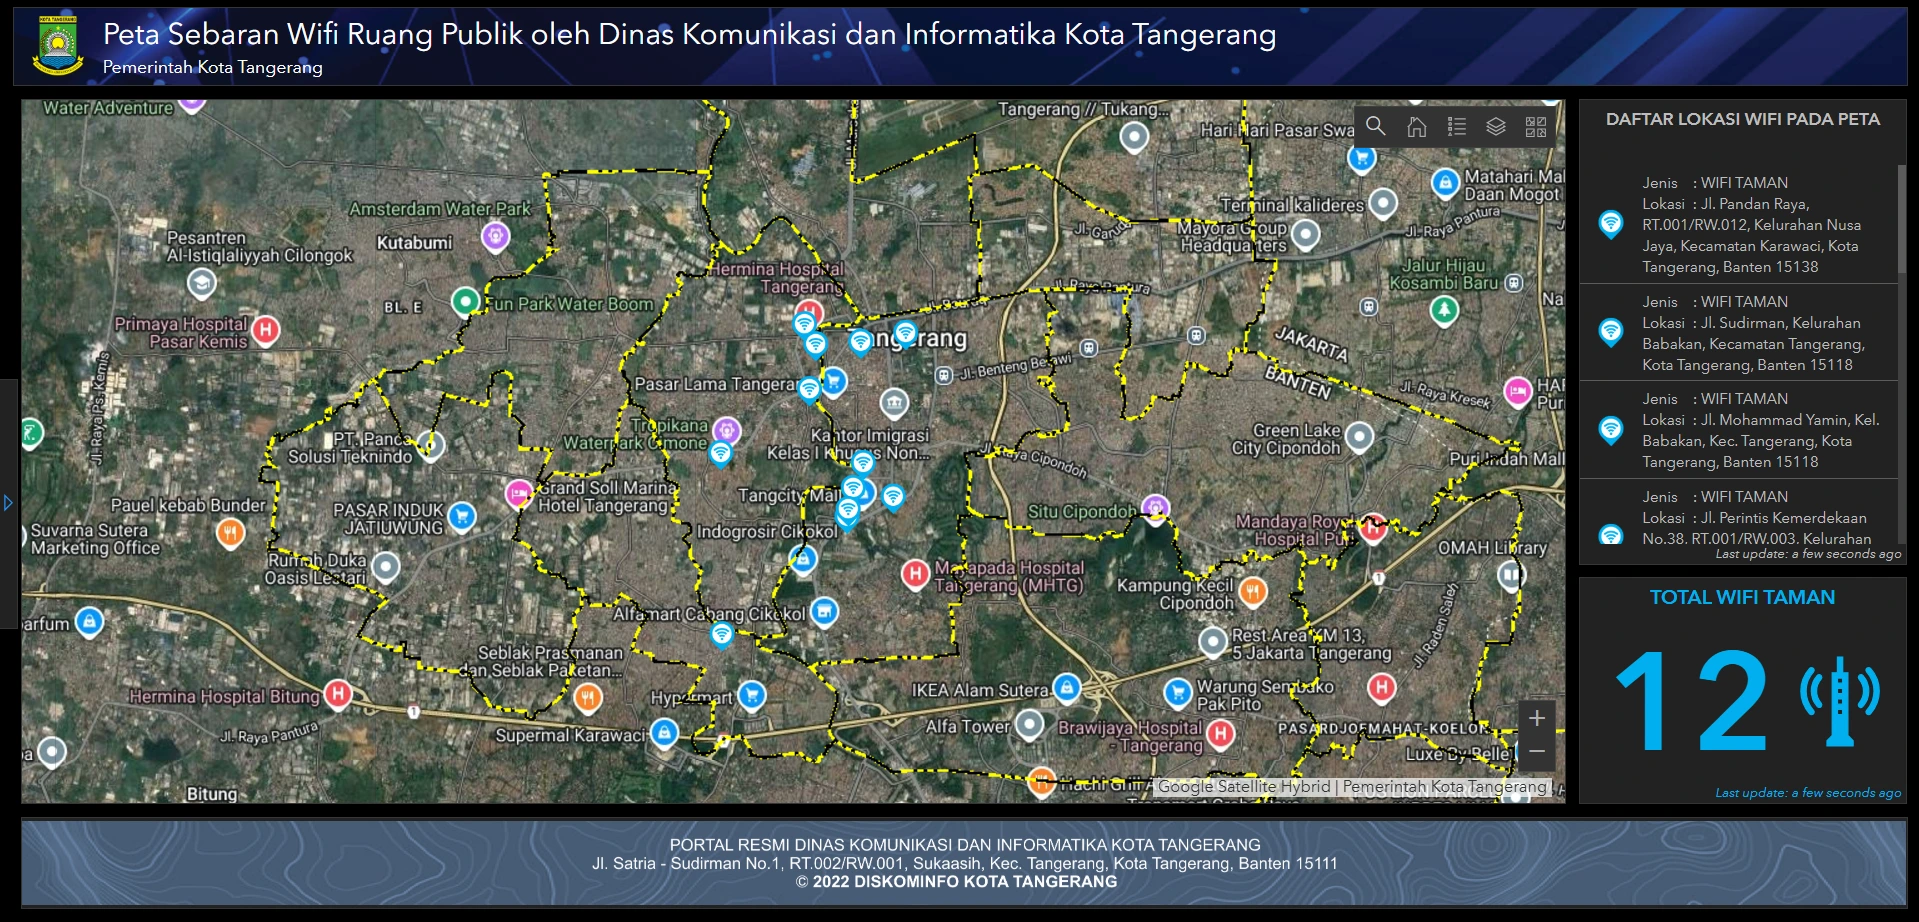 Peta Sebaran Wifi Ruang Publik oleh Dinas Komunikasi dan Informatika Kota Tangerang
Pemerintah Kota Tangerang
Water Adventure
Tangerang // Tukang...
Hari Hari Pasar Swa
Matahari Mal
Daan Mogot
Terminal kalideres
Jl. Raya Pantura
Amsterdam Water Park
Kutabumi
Pesantren
Al-Istiqlaliyyah Cilongok
Jl. Garuda
Mayora Group
Headquarters
Hermina Hospital
Tangerang
Jalur Hijau
Kosambi Baru
Na
BL. E
Fun Park Water Boom
Jl. Raya Pantura
Primaya Hospital
Pasar Kemis
Tangerang
JAKARTA
BANTEN
Jl. Benteng Betawi
Jl. Raya Ps. Kemis
Pasar Lama Tangerang
Jl. Raya Kresek
HAR
Puri
Tropikana
Waterpark Cimone
Kantor Imigrasi
Kelas I Khusus Non...
PT. Panca
Solusi Teknindo
Green Lake
City Cipondoh
Jl. Raya Cipondoh
Puri Indah Mall
Grand Soll Marina
Hotel Tangerang
Tangcity Mall
Pauel kebab Bunder
PASAR INDUK
JATIUWUNG
Situ Cipondoh
Mandaya Royal
Hospital Puri
Suvarna Sutera
Marketing Office
Indogrosir Cikokol
OMAH Library
Rumah Duka
Oasis Lestari
Mayapada Hospital
Tangerang (MHTG)
Kampung Kecil
Cipondoh
1
arfum
Alfamart Cabang Cikokol
Rest Area KM 13,
5 Jakarta Tangerang
Jl. Raden Saleh
Seblak Prasmanan
dan Seblak Paketan...
Hermina Hospital Bitung
Hypermart
IKEA Alam Sutera
Warung Sembako
Pak Pito
1
Jl. Raya Pantura
Supermal Karawaci
Alfa Tower
Brawijaya Hospital
- Tangerang
PASARDJOEMAHAT-KOELON
Luxe By Belle
a
Bitung
Hachi Grill A
Google Satellite Hybrid | Pemerintah Kota Tangerang
DAFTAR LOKASI WIFI PADA PETA
Jenis : WIFI TAMAN
Lokasi : Jl. Pandan Raya,
RT.001/RW.012, Kelurahan Nusa
Jaya, Kecamatan Karawaci, Kota
Tangerang, Banten 15138
Jenis : WIFI TAMAN
Lokasi : Jl. Sudirman, Kelurahan
Babakan, Kecamatan Tangerang,
Kota Tangerang, Banten 15118
Jenis : WIFI TAMAN
Lokasi : Jl. Mohammad Yamin, Kel.
Babakan, Kec. Tangerang, Kota
Tangerang, Banten 15118
Jenis : WIFI TAMAN
Lokasi : Jl. Perintis Kemerdekaan
No.38, RT.001/RW.003, Kelurahan
Last update: a few seconds ago
TOTAL WIFI TAMAN
12
Last update: a few seconds ago
PORTAL RESMI DINAS KOMUNIKASI DAN INFORMATIKA KOTA TANGERANG
Jl. Satria - Sudirman No.1, RT.002/RW.001, Sukaasih, Kec. Tangerang, Kota Tangerang, Banten 15111
© 2022 DISKOMINFO KOTA TANGERANG